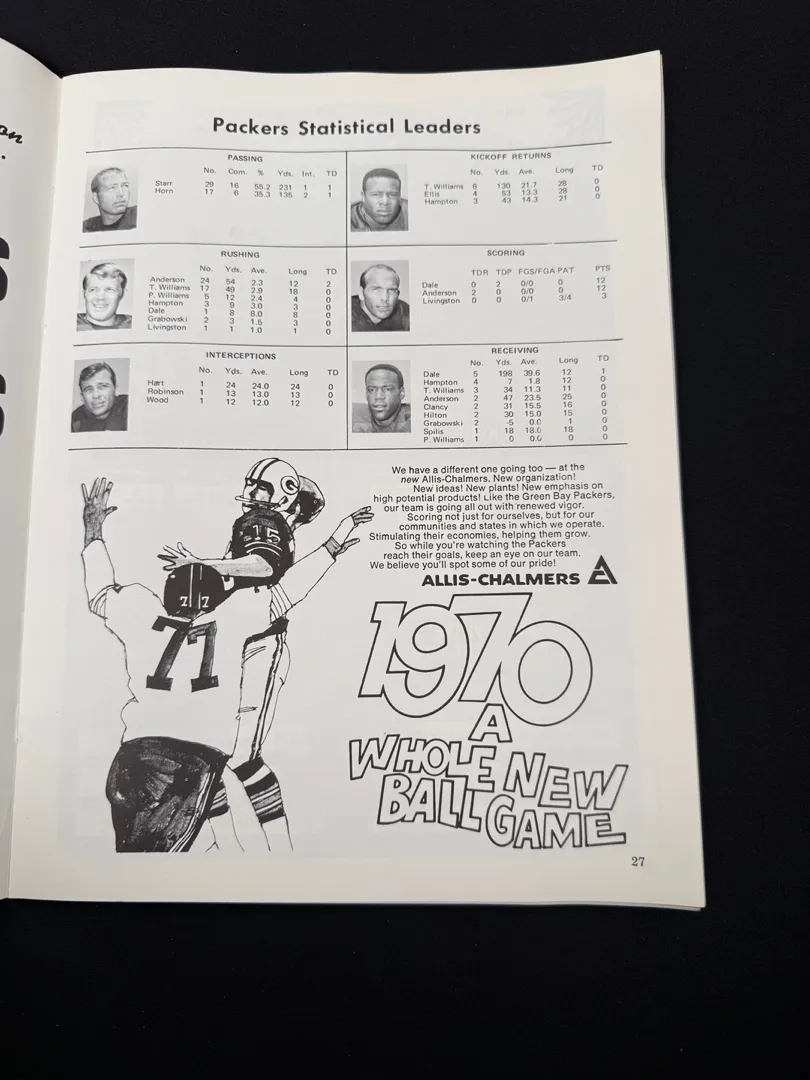 on
.
Packers Statistical Leaders
PASSING
No. Com. % Yds. Int. TD
Starr 29 16 55.2 231 1 1
Horn 17 6 35.3 135 2 1
KICKOFF RETURNS
No. Yds. Ave. Long TD
T. Williams 6 130 21.7 28 0
Ellis 4 53 13.3 28 0
Hampton 3 43 14.3 21 0
RUSHING
No. Yds. Ave. Long TD
Anderson 24 54 2.3 12 2
T. Williams 17 49 2.9 18 0
P. Williams 5 12 2.4 4 0
Hampton 3 9 3.0 3 0
Dale 1 8 8.0 8 0
Grabowski 2 3 1.5 3 0
Livingston 1 1 1.0 1 0
SCORING
TDR TDP FGS/FGA PAT PTS
Dale 0 2 0/0 0 12
Anderson 2 0 0/0 0 12
Livingston 0 0 0/1 3/4 3
INTERCEPTIONS
No. Yds. Ave. Long TD
Hart 1 24 24.0 24 0
Robinson 1 13 13.0 13 0
Wood 1 12 12.0 12 0
RECEIVING
No. Yds. Ave. Long TD
Dale 5 198 39.6 12 1
Hampton 4 7 1.8 12 0
T. Williams 3 34 11.3 11 0
Anderson 2 47 23.5 25 0
Clancy 2 31 15.5 16 0
Hilton 2 30 15.0 15 0
Grabowski 2 -5 0.0 1 0
Spilis 1 18 18.0 18 0
P. Williams 1 0 0.0 0 0
We have a different one going too — at the
new Allis-Chalmers. New organization!
New ideas! New plants! New emphasis on
high potential products! Like the Green Bay Packers,
our team is going all out with renewed vigor.
Scoring not just for ourselves, but for our
communities and states in which we operate.
Stimulating their economies, helping them grow.
So while you're watching the Packers
reach their goals, keep an eye on our team.
We believe you'll spot some of our pride!
ALLIS-CHALMERS
G
15
7 7
77
1970
A
WHOLE NEW
BALL GAME
27